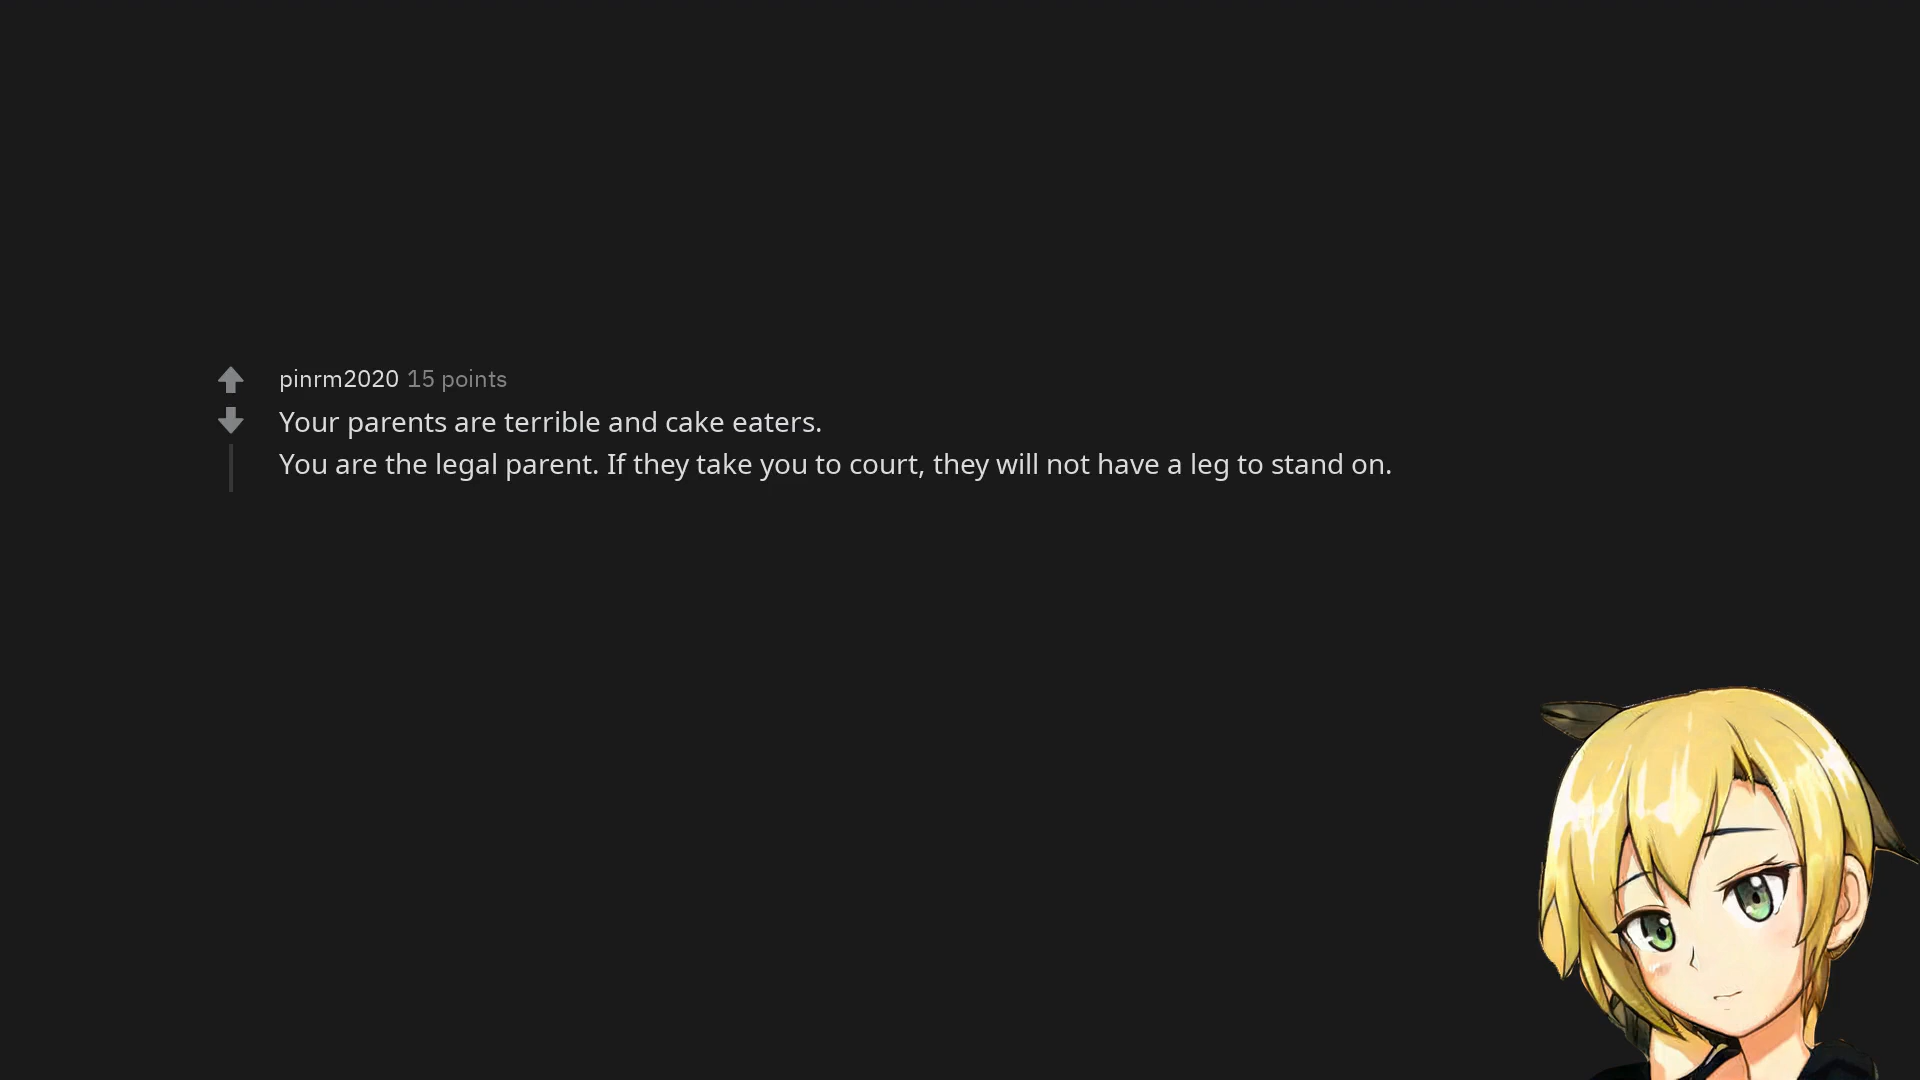 pinrm2020 15 points
Your parents are terrible and cake eaters.
You are the legal parent. If they take you to court, they will not have a leg to stand on.